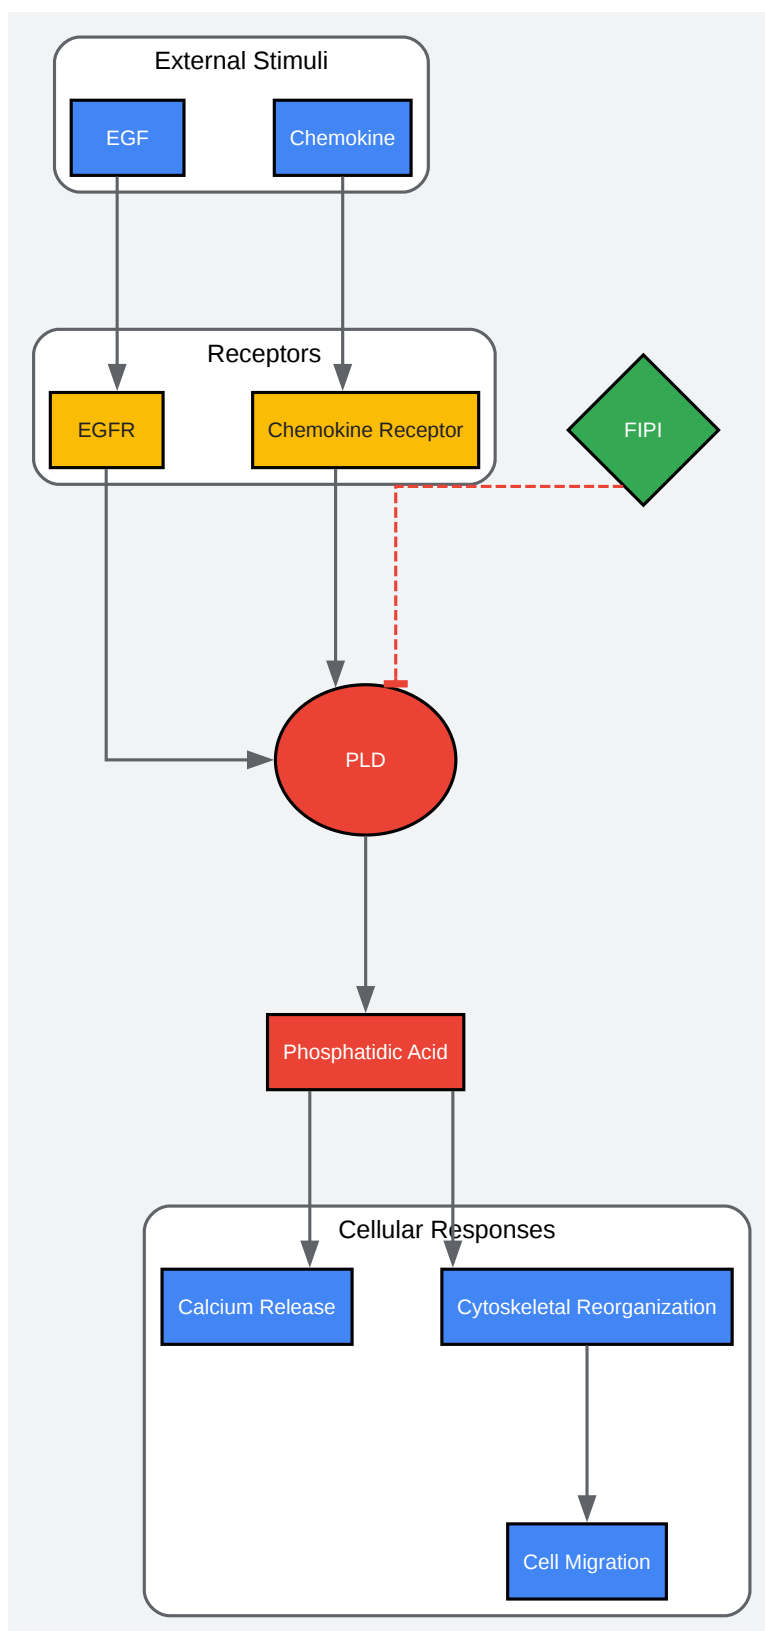 External Stimuli
EGF
Chemokine
Receptors
EGFR
Chemokine Receptor
FIPI
PLD
Phosphatidic Acid
Cellular Responses
Calcium Release
Cytoskeletal Reorganization
Cell Migration